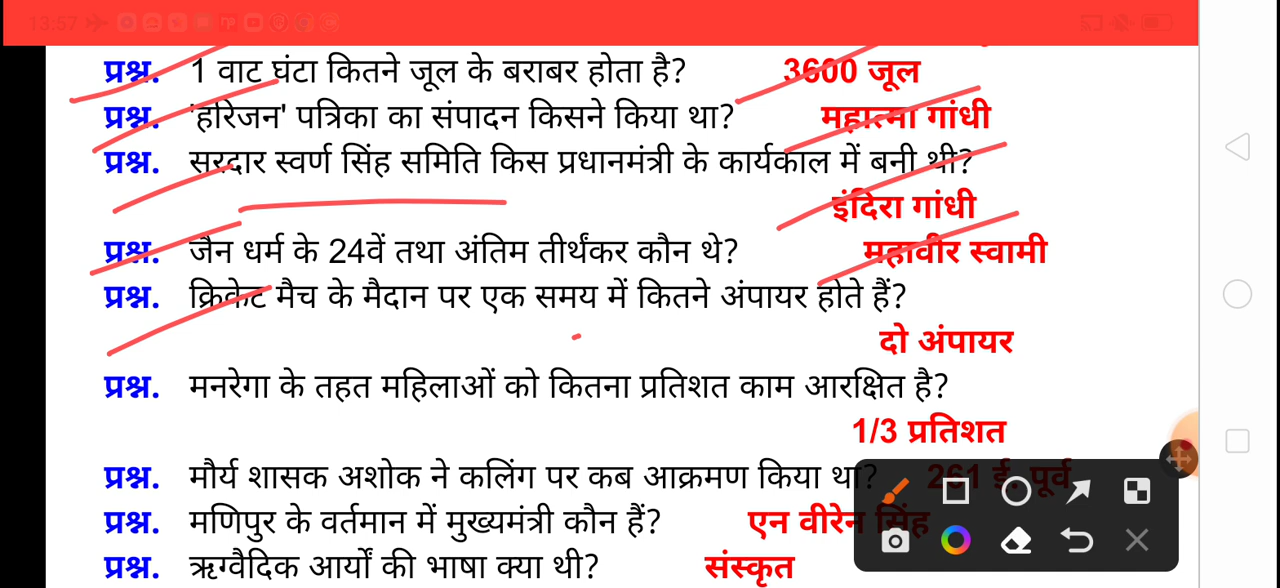 13:57
प्रश्न. 1 वाट घंटा कितने जूल के बराबर होता है? 3600 जूल
प्रश्न. 'हरिजन' पत्रिका का संपादन किसने किया था? महात्मा गांधी
प्रश्न. सरदार स्वर्ण सिंह समिति किस प्रधानमंत्री के कार्यकाल में बनी थी?
इंदिरा गांधी
प्रश्न. जैन धर्म के 24वें तथा अंतिम तीर्थंकर कौन थे? महावीर स्वामी
प्रश्न. क्रिकेट मैच के मैदान पर एक समय में कितने अंपायर होते हैं?
दो अंपायर
प्रश्न. मनरेगा के तहत महिलाओं को कितना प्रतिशत काम आरक्षित है?
1/3 प्रतिशत
प्रश्न. मौर्य शासक अशोक ने कलिंग पर कब आक्रमण किया था? 261 ई. पूर्व
प्रश्न. मणिपुर के वर्तमान में मुख्यमंत्री कौन हैं? एन वीरेन सिंह
प्रश्न. ऋग्वैदिक आर्यों की भाषा क्या थी? संस्कृत